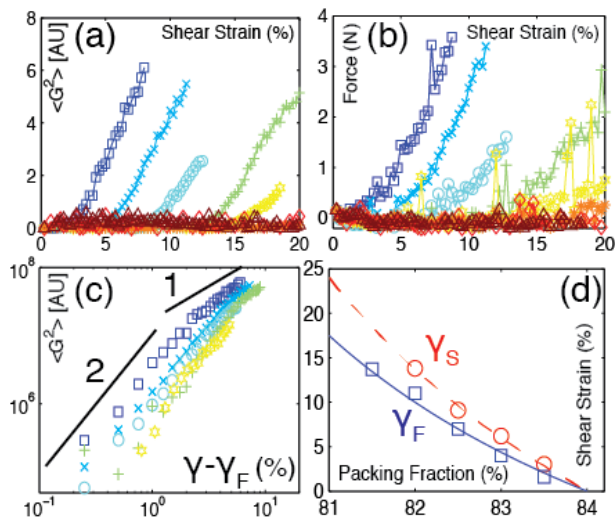 (a) Shear Strain (%)
<G²> [AU]
6
4
2
0
0 5 10 15 20
(b) Shear Strain (%)
Force (N)
4
3
2
1
0
0 5 10 15 20
(c)
<G²> [AU]
10⁸
10⁶
1
2
γ-γF (%)
10⁻¹ 10⁰ 10¹
(d)
γS
γF
Shear Strain (%)
25
20
15
10
5
0
Packing Fraction (%)
81 82 83 84